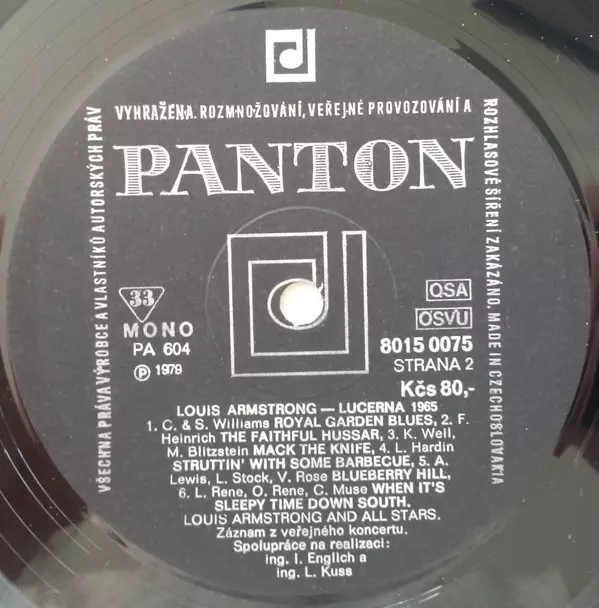 VŠECHNA PRÁVA VÝROBCE A VLASTNÍKŮ AUTORSKÝCH PRÁV
VYHRAŽENA. ROZMNOŽOVÁNÍ, VEŘEJNÉ PROVOZOVÁNÍ A
ROZHLASOVÉ ŠÍŘENÍ ZAKÁZÁNO. MADE IN CZECHOSLOVAKIA
PANTON
33
MONO
PA 604
Ⓟ 1979
QSA
OSVU
8015 0075
STRANA 2
Kčs 80,-
LOUIS ARMSTRONG — LUCERNA 1965
1. C. & S. Williams ROYAL GARDEN BLUES, 2. F.
Heinrich THE FAITHFUL HUSSAR, 3. K. Weil,
M. Blitzstein MACK THE KNIFE, 4. L. Hardin
STRUTTIN' WITH SOME BARBECUE, 5. A.
Lewis, L. Stock, V. Rose BLUEBERRY HILL,
6. L. Rene, O. Rene, C. Muse WHEN IT'S
SLEEPY TIME DOWN SOUTH.
LOUIS ARMSTRONG AND ALL STARS.
Záznam z veřejného koncertu.
Spolupráce na realizaci:
ing. I. Englich a
ing. L. Kuss